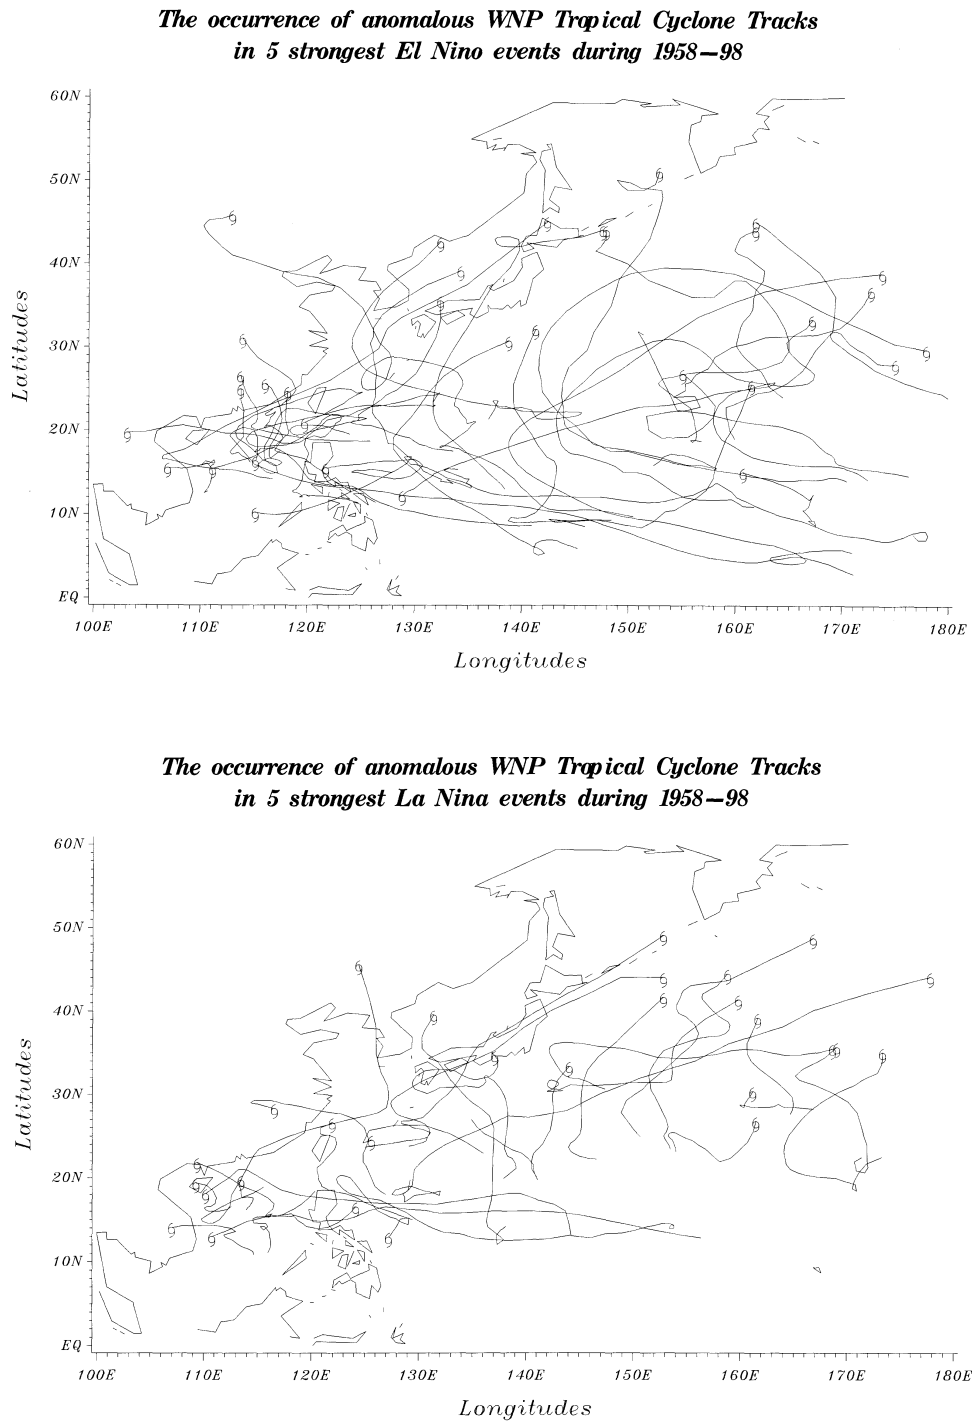 The occurrence of anomalous WNP Tropical Cyclone Tracks
in 5 strongest El Nino events during 1958—98
60N
50N
40N
30N
20N
10N
EQ
Latitudes
100E 110E 120E 130E 140E 150E 160E 170E 180E
Longitudes
The occurrence of anomalous WNP Tropical Cyclone Tracks
in 5 strongest La Nina events during 1958—98
60N
50N
40N
30N
20N
10N
EQ
Latitudes
100E 110E 120E 130E 140E 150E 160E 170E 180E
Longitudes